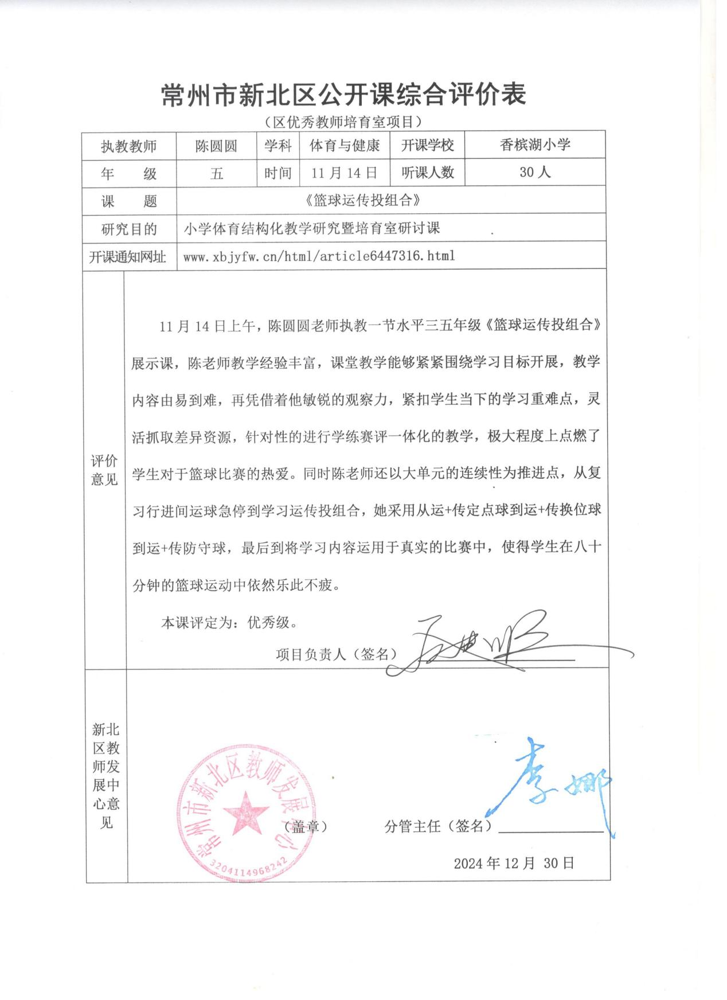 常州市新北区公开课综合评价表
（区优秀教师培育室项目）
执教教师 陈圆圆 学科 体育与健康 开课学校 香槟湖小学
年 级 五 时间 11月14日 听课人数 30人
课 题 《篮球运传投组合》
研究目的 小学体育结构化教学研究暨培育室研讨课
开课通知网址 www.xbjyfw.cn/html/article6447316.html
评价
意见
11月14日上午，陈圆圆老师执教一节水平三五年级《篮球运传投组合》
展示课，陈老师教学经验丰富，课堂教学能够紧紧围绕学习目标开展，教学
内容由易到难，再凭借着他敏锐的观察力，紧扣学生当下的学习重难点，灵
活抓取差异资源，针对性的进行学练赛评一体化的教学，极大程度上点燃了
学生对于篮球比赛的热爱。同时陈老师还以大单元的连续性为推进点，从复
习行进间运球急停到学习运传投组合，她采用从运+传定点球到运+传换位球
到运+传防守球，最后到将学习内容运用于真实的比赛中，使得学生在八十
分钟的篮球运动中依然乐此不疲。
本课评定为：优秀级。
项目负责人（签名）
新北
区教
师发
展中
心意
见
常州市新北区教师发展中心
3204114968242
（盖章）
分管主任（签名） 李娜
2024年12月 30日